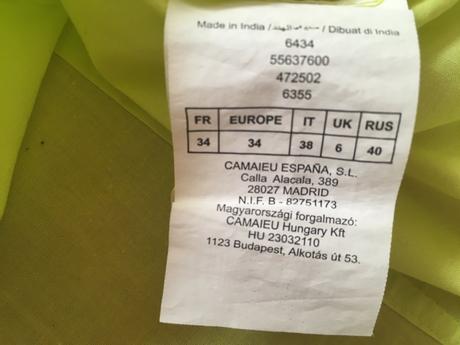 Made in India / صنع في الهند / Dibuat di India
6434
55637600
472502
6355
FR EUROPE IT UK RUS
34 34 38 6 40
CAMAIEU ESPAÑA, S.L.
Calla Alacala, 389
28027 MADRID
N.I.F. B - 82751173
Magyarországi forgalmazó:
CAMAIEU Hungary Kft
HU 23032110
1123 Budapest, Alkotás út 53.